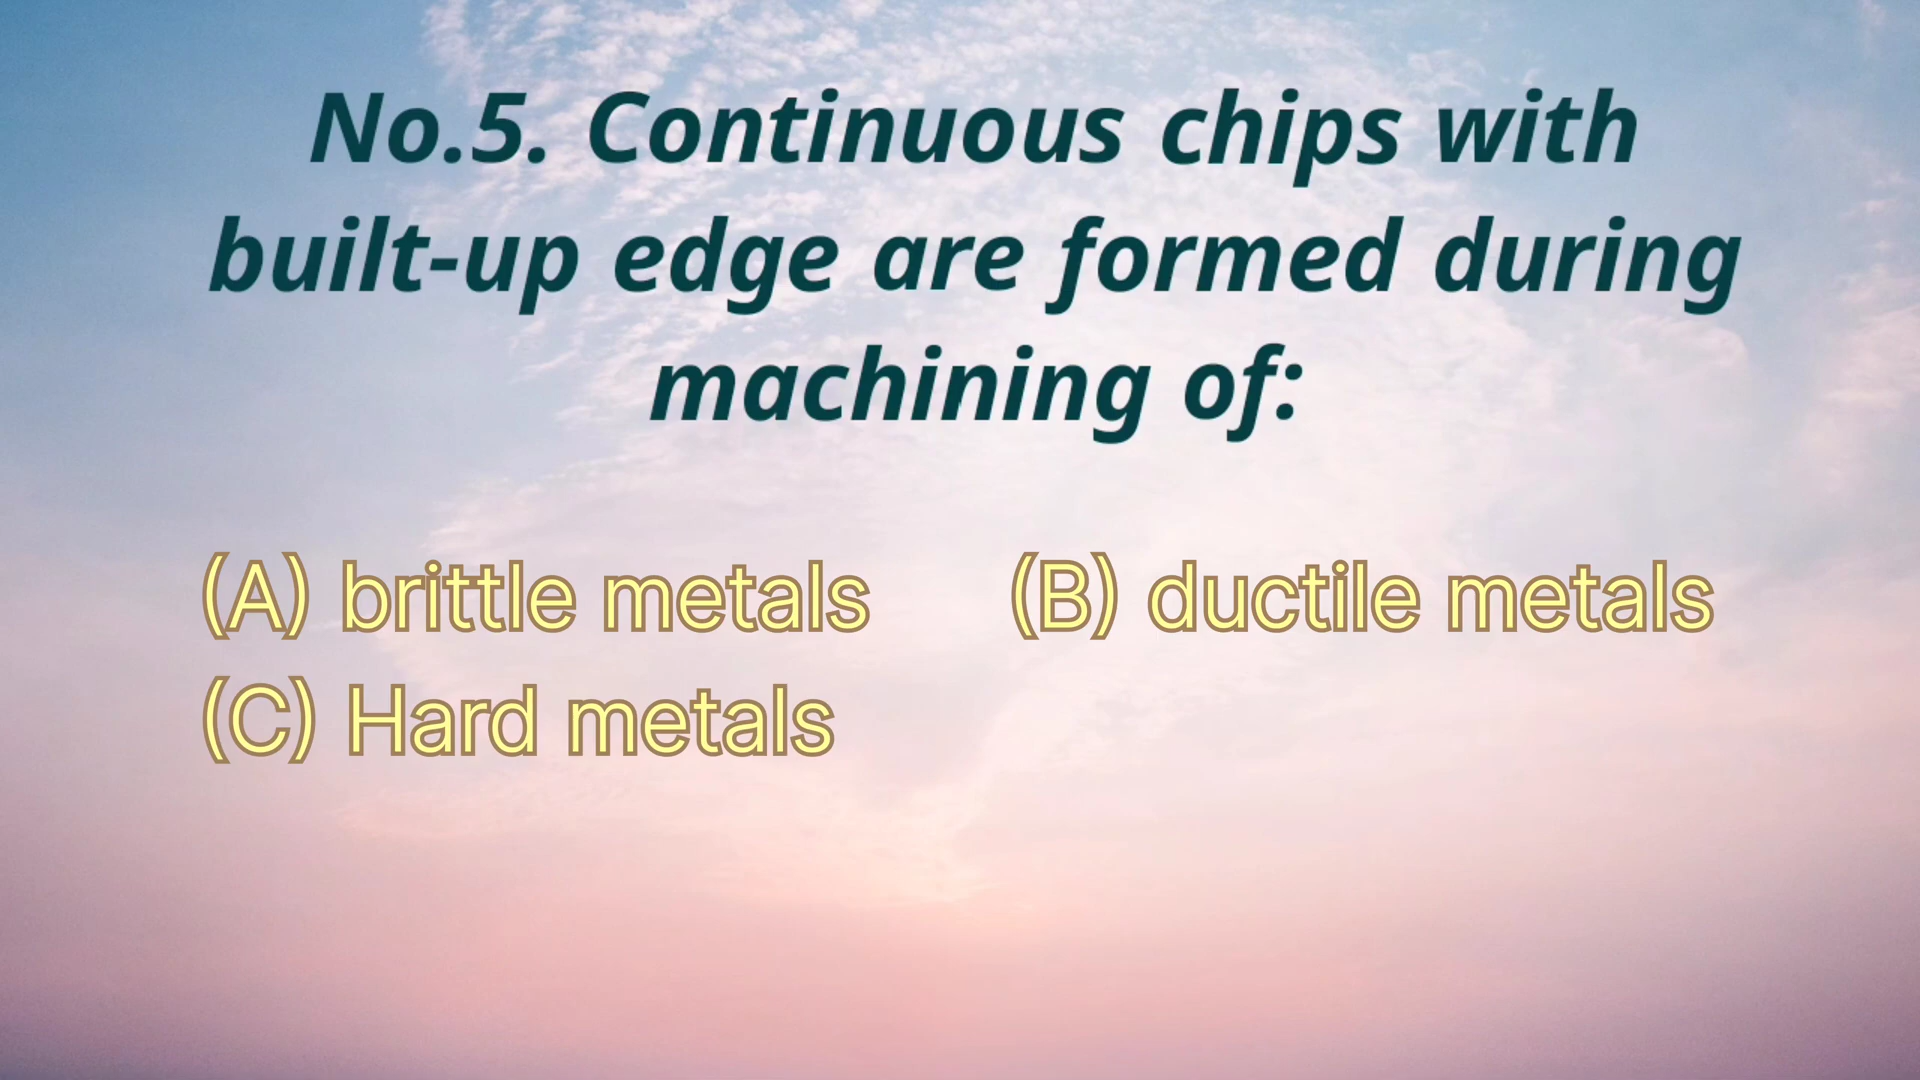 No.5. Continuous chips with
built-up edge are formed during
machining of:
(A) brittle metals (B) ductile metals
(C) Hard metals